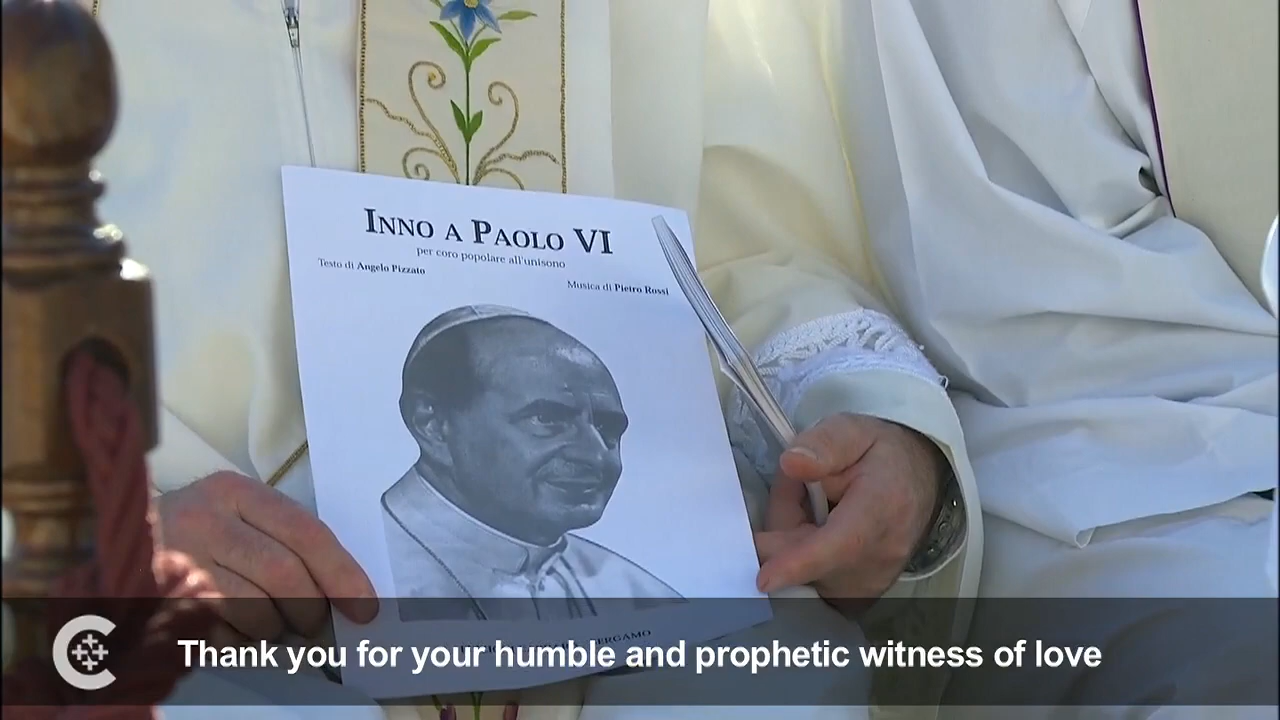 INNO A PAOLO VI
per coro popolare all'unisono
Testo di Angelo Pizzato
Musica di Pietro Rossi
BERGAMO
Thank you for your humble and prophetic witness of love